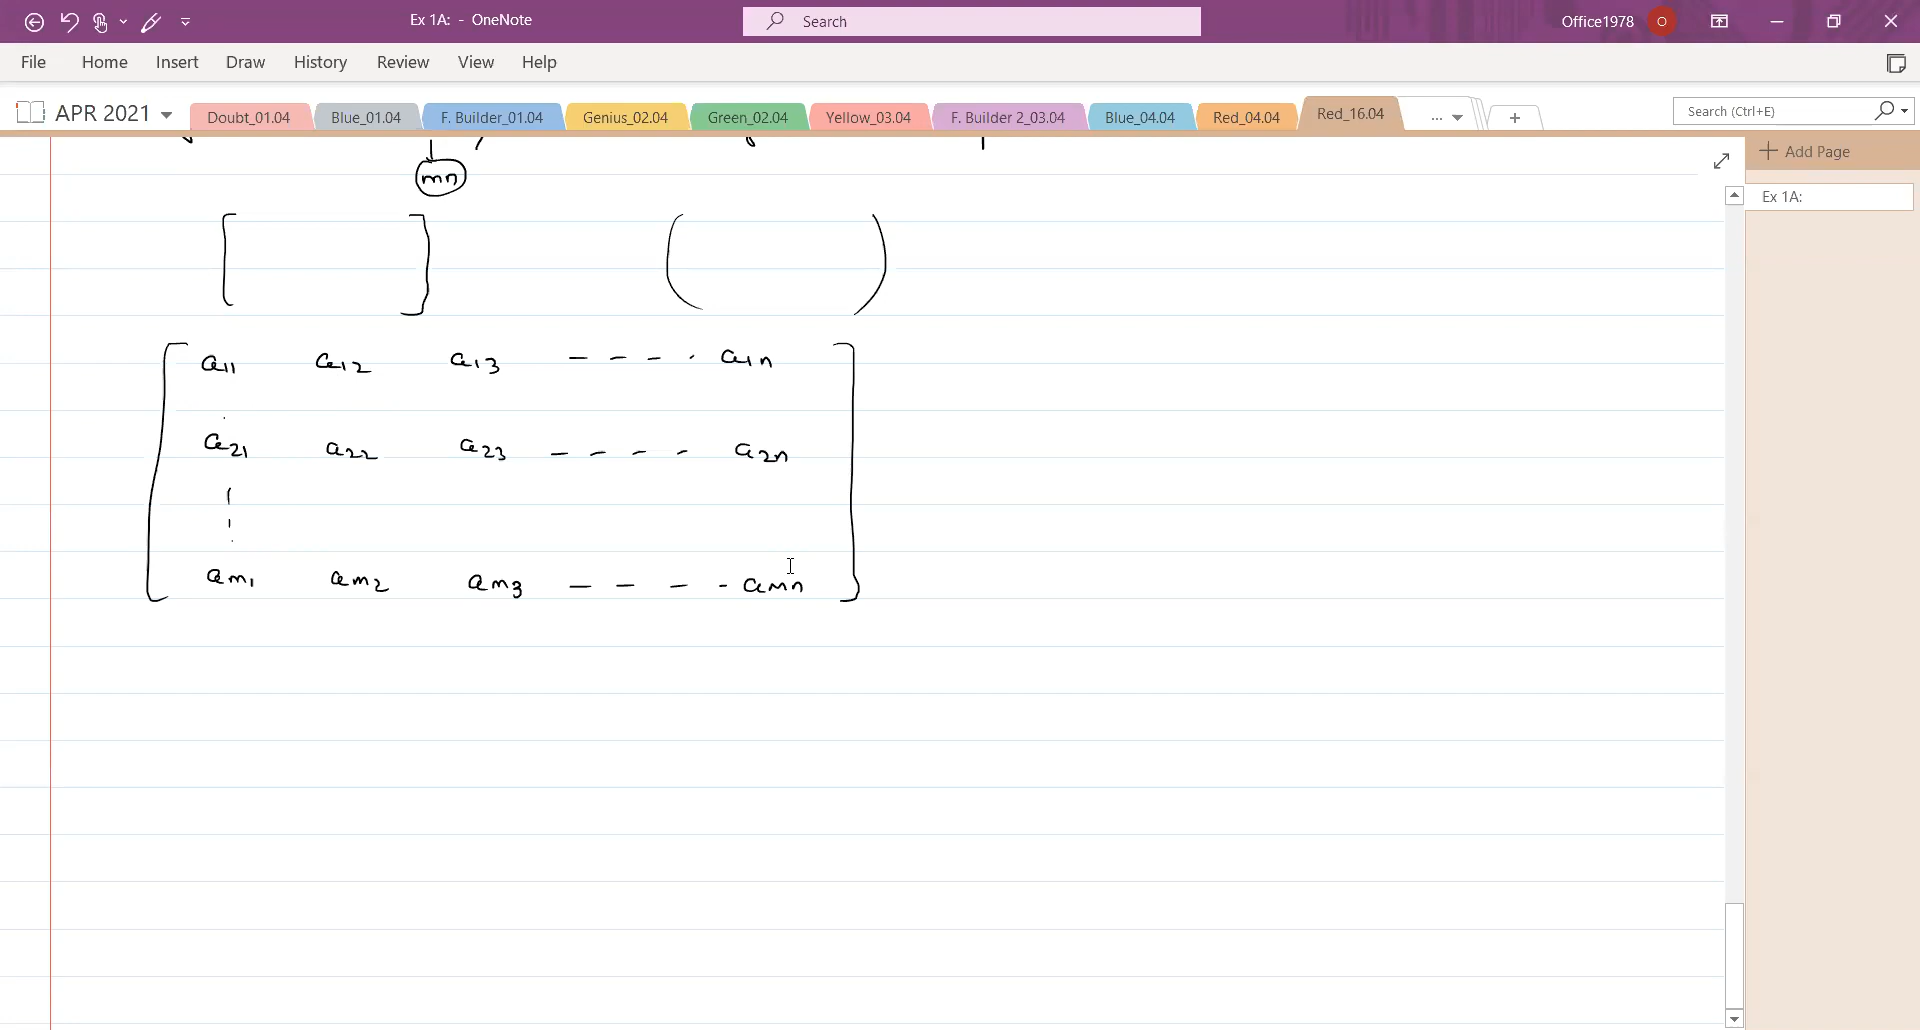 Ex 1A: - OneNote
Search
Office1978 O
File Home Insert Draw History Review View Help
APR 2021 Doubt_01.04 Blue_01.04 F. Builder_01.04 Genius_02.04 Green_02.04 Yellow_03.04 F. Builder 2_03.04 Blue_04.04 Red_04.04 Red_16.04 ... +
Search (Ctrl+E)
+ Add Page
Ex 1A:
mn
[ ] ( )
a11 a12 a13 - - - - a1n
a21 a22 a23 - - - - a2n
am1 am2 am3 - - - - amn